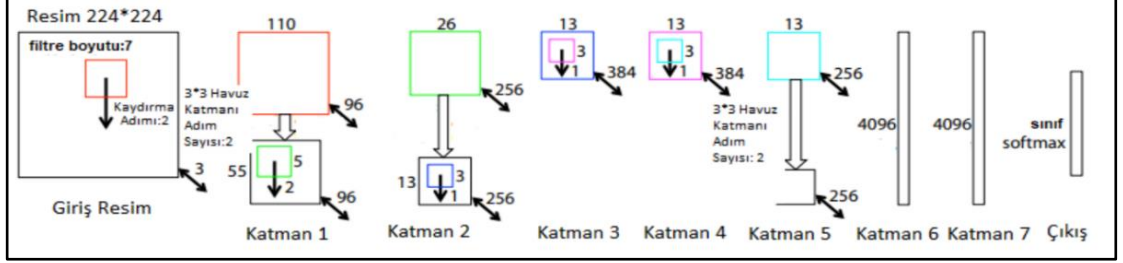 Resim 224*224
filtre boyutu:7
Kaydırma
Adımı:2
3
Giriş Resim
110
96
3*3 Havuz
Katmanı
Adım
Sayısı:2
55
5
2
96
Katman 1
26
256
13
3
1
256
Katman 2
13
3
1
384
Katman 3
13
3
1
384
Katman 4
13
256
3*3 Havuz
Katmanı
Adım
Sayısı: 2
256
Katman 5
4096
Katman 6
4096
Katman 7
sınıf
softmax
Çıkış